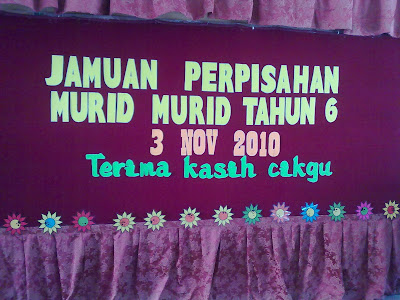 JAMUAN PERPISAHAN
MURID MURID TAHUN 6
3 NOV 2010
Terima kasih cikgu